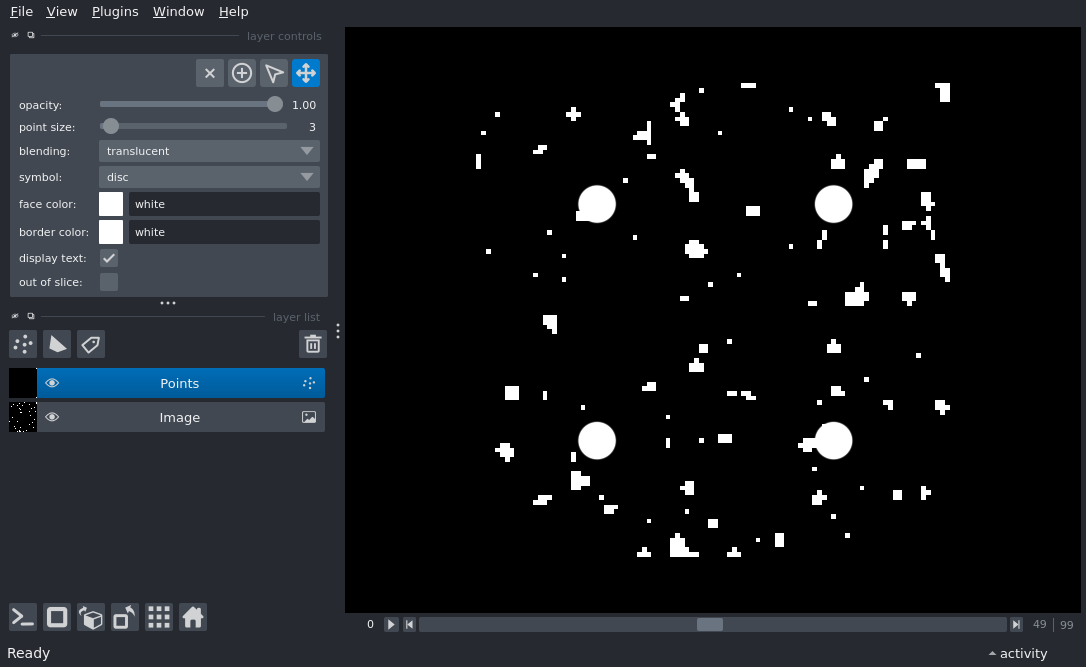 File View Plugins Window Help
layer controls
opacity: 1.00
point size: 3
blending: translucent
symbol: disc
face color: white
border color: white
display text:
out of slice:
layer list
Points
Image
0 49 | 99
Ready activity